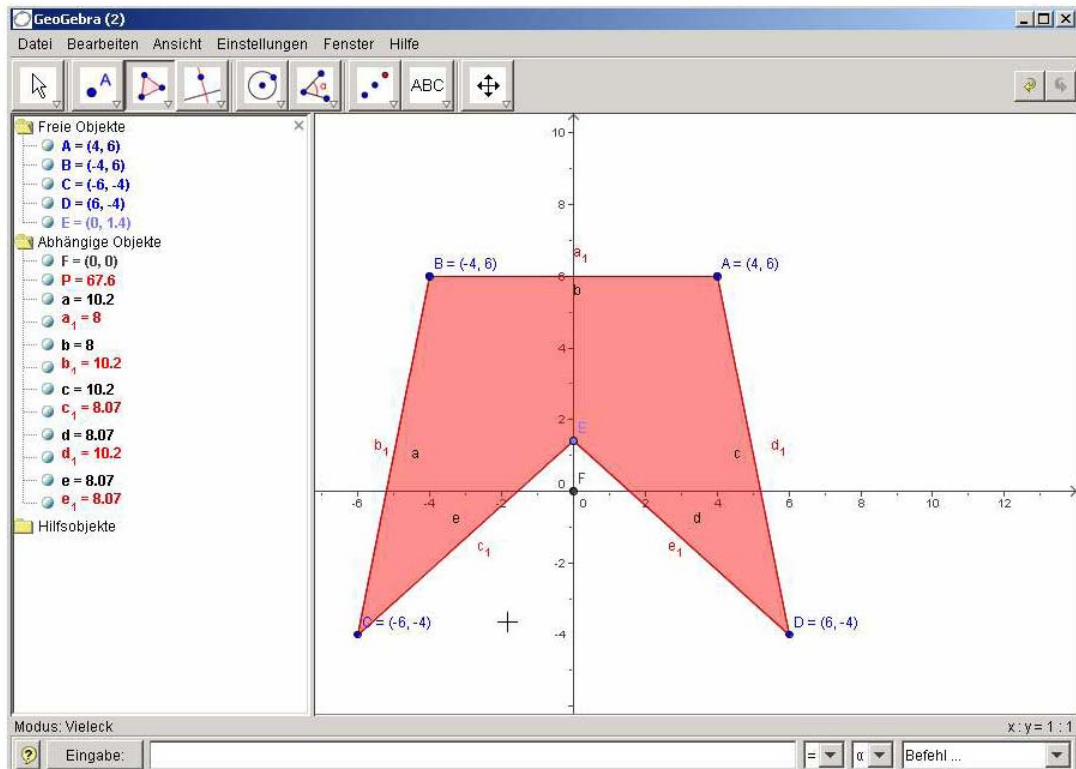 GeoGebra (2)
Datei Bearbeiten Ansicht Einstellungen Fenster Hilfe
A
α
ABC
Freie Objekte
A = (4, 6)
B = (-4, 6)
C = (-6, -4)
D = (6, -4)
E = (0, 1.4)
Abhängige Objekte
F = (0, 0)
P = 67.6
a = 10.2
a₁ = 8
b = 8
b₁ = 10.2
c = 10.2
c₁ = 8.07
d = 8.07
d₁ = 10.2
e = 8.07
e₁ = 8.07
Hilfsobjekte
10
8
a₁
B = (-4, 6) A = (4, 6)
6
b
4
2
E
b₁ a c d₁
F
0
-6 -4 -2 0 2 4 6 8 10 12
e d
c₁ e₁
-2
C = (-6, -4) D = (6, -4)
-4
Modus: Vieleck x : y = 1 : 1
? Eingabe: = α Befehl ...